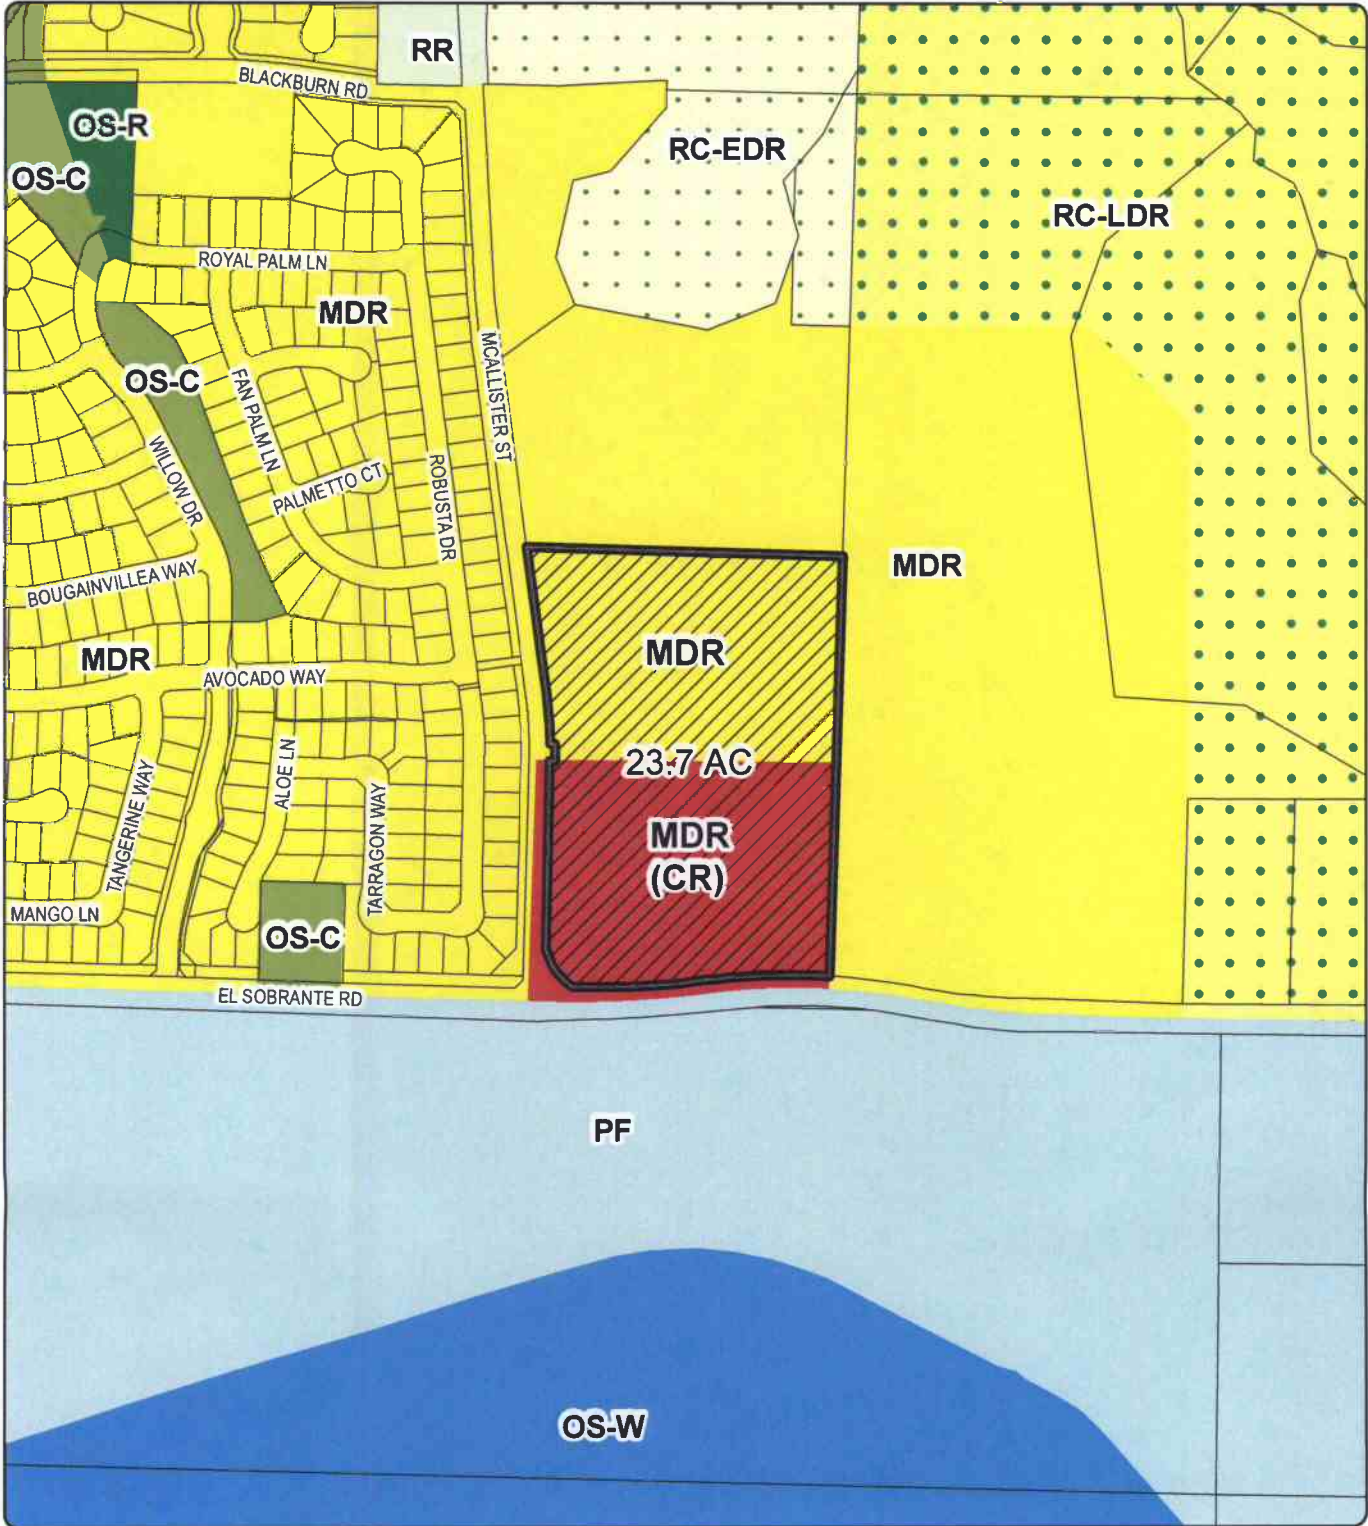 RR
BLACKBURN RD
OS-R
RC-EDR
OS-C
RC-LDR
ROYAL PALM LN
MDR
MCALLISTER ST
OS-C
FAN PALM LN
WILLOW DR
PALMETTO CT
ROBUSTA DR
BOUGAINVILLEA WAY
MDR
MDR
MDR
AVOCADO WAY
23.7 AC
ALOE LN
TANGERINE WAY
TARRAGON WAY
MDR
(CR)
MANGO LN
OS-C
EL SOBRANTE RD
PF
OS-W